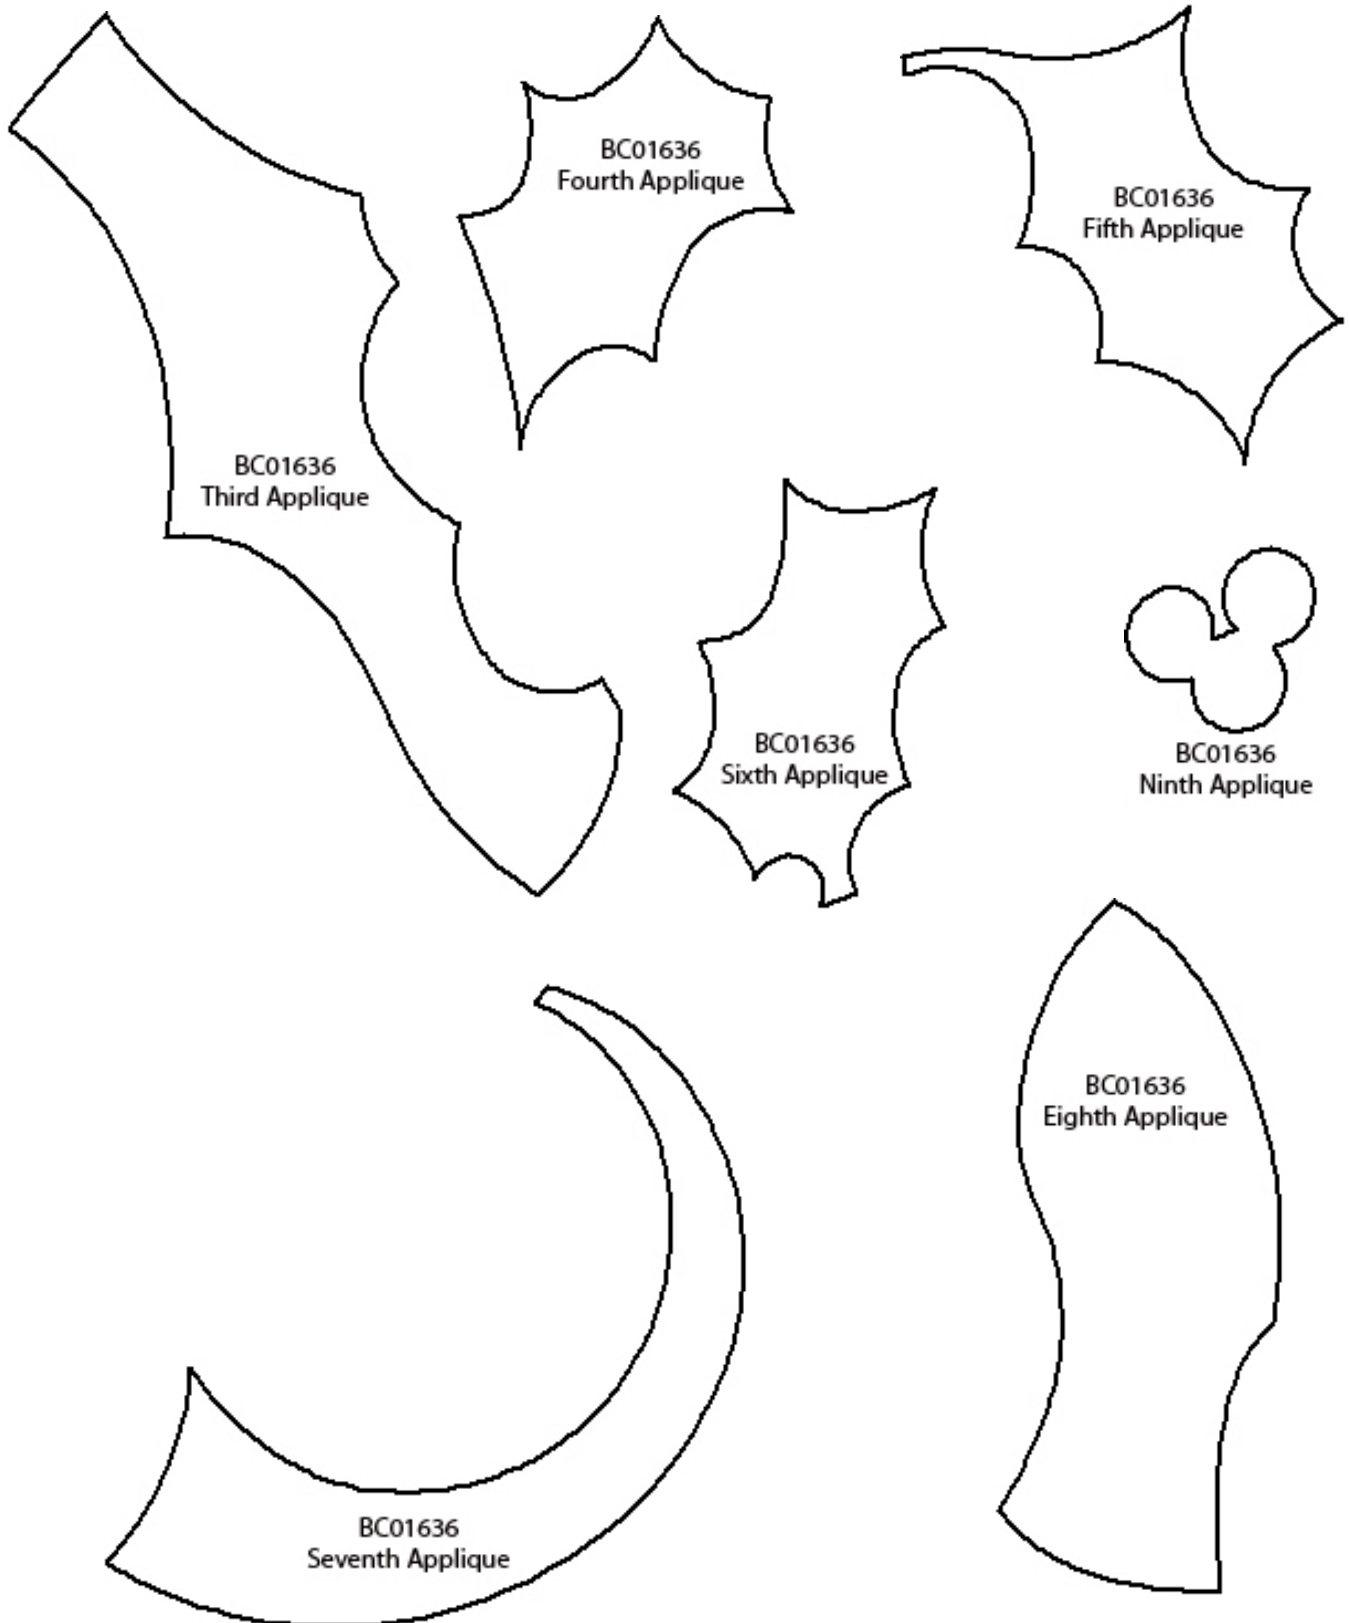 BC01636
Fourth Applique
BC01636
Fifth Applique
BC01636
Third Applique
BC01636
Sixth Applique
BC01636
Ninth Applique
BC01636
Eighth Applique
BC01636
Seventh Applique